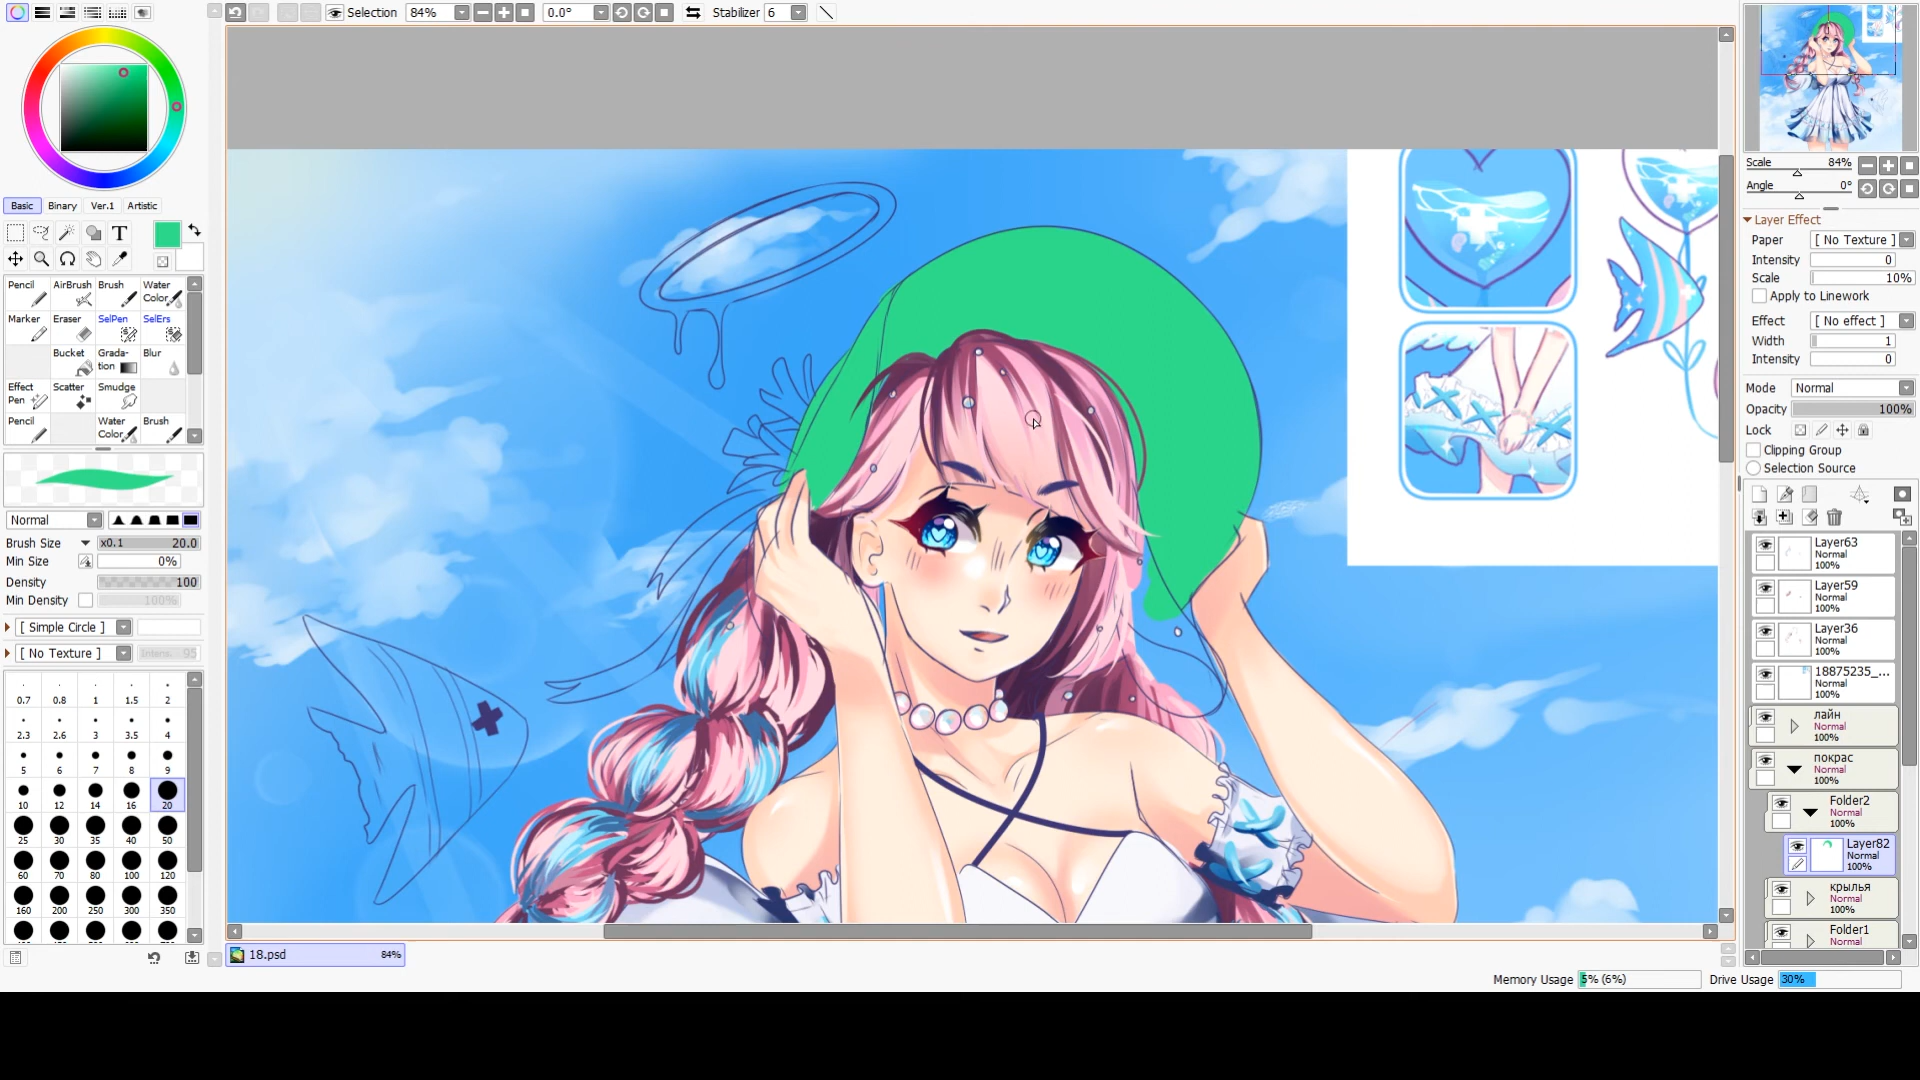 Selection 84% 0.0° Stabilizer 6
Basic Binary Ver.1 Artistic
T
Pencil AirBrush Brush Water Color
Marker Eraser SelPen SelErs
Bucket Grada-tion Blur
Effect Pen Scatter Smudge
Pencil Water Color Brush
Normal
Brush Size x0.1 20.0
Min Size 0%
Density 100
Min Density 100%
[ Simple Circle ]
[ No Texture ] Intens. 95
0.7 0.8 1 1.5 2
2.3 2.6 3 3.5 4
5 6 7 8 9
10 12 14 16 20
25 30 35 40 50
60 70 80 100 120
160 200 250 300 350
18.psd 84%
Scale 84%
Angle 0°
Layer Effect
Paper [ No Texture ]
Intensity 0
Scale 10%
Apply to Linework
Effect [ No effect ]
Width 1
Intensity 0
Mode Normal
Opacity 100%
Lock
Clipping Group
Selection Source
Layer63
Normal
100%
Layer59
Normal
100%
Layer36
Normal
100%
18875235_...
Normal
100%
лайн
Normal
100%
покрас
Normal
100%
Folder2
Normal
100%
Layer82
Normal
100%
крылья
Normal
100%
Folder1
Normal
Memory Usage 5% (6%) Drive Usage 30%